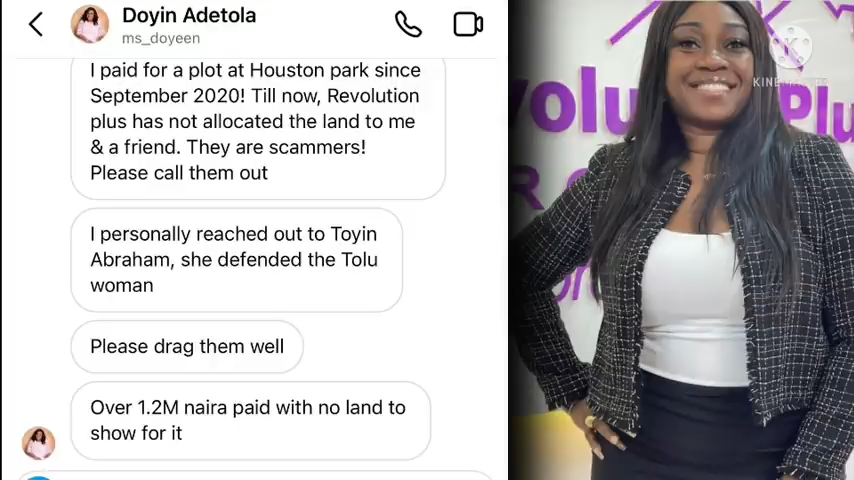 Doyin Adetola
ms_doyeen
I paid for a plot at Houston park since
September 2020! Till now, Revolution
plus has not allocated the land to me
& a friend. They are scammers!
Please call them out
I personally reached out to Toyin
Abraham, she defended the Tolu
woman
Please drag them well
Over 1.2M naira paid with no land to
show for it
KINEMASTER
volu
Plu